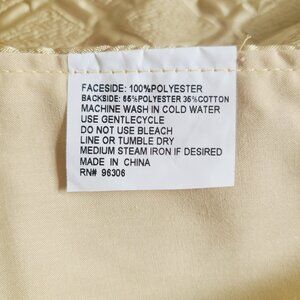 FACESIDE: 100%POLYESTER
BACKSIDE: 65%POLYESTER 35%COTTON
MACHINE WASH IN COLD WATER
USE GENTLECYCLE
DO NOT USE BLEACH
LINE OR TUMBLE DRY
MEDIUM STEAM IRON IF DESIRED
MADE IN CHINA
RN# 96306